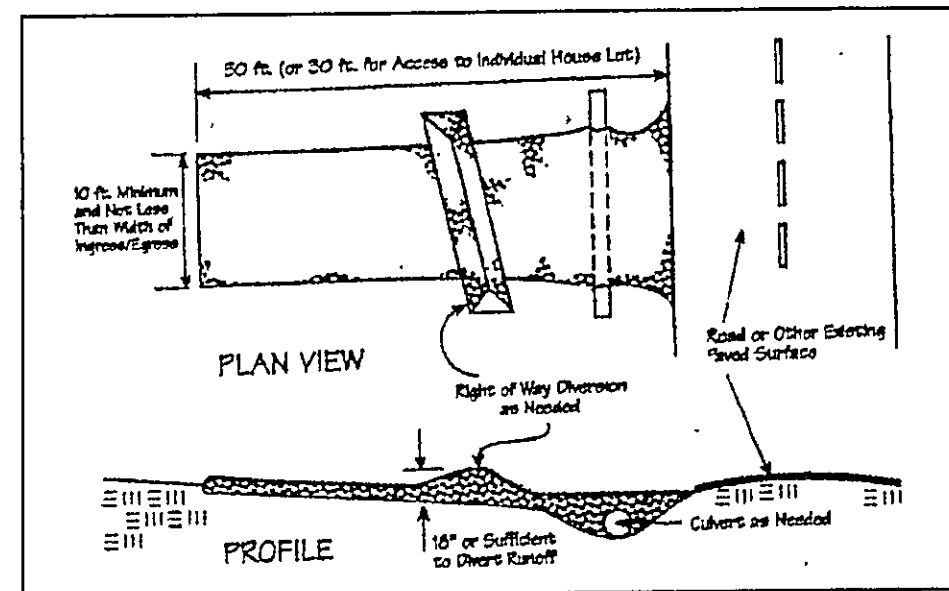 50 ft. (or 30 ft. for Access to Individual House Lot)
10 ft. Minimum
and Not Less
Than Width of
Ingress/Egress
PLAN VIEW
Road or Other Existing
Paved Surface
Right of Way Diversion
as Needed
Culvert as Needed
18" or Sufficient
to Divert Runoff
PROFILE